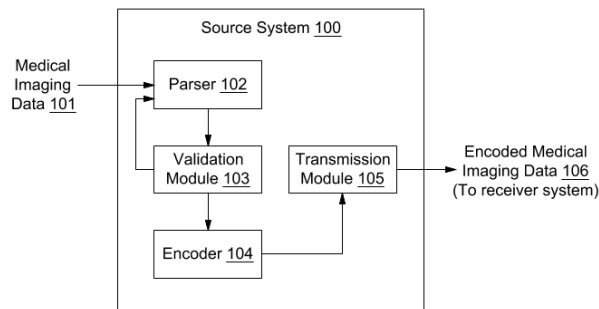 Source System 100
Medical
Imaging
Data 101
Parser 102
Validation
Module 103
Transmission
Module 105
Encoded Medical
Imaging Data 106
(To receiver system)
Encoder 104